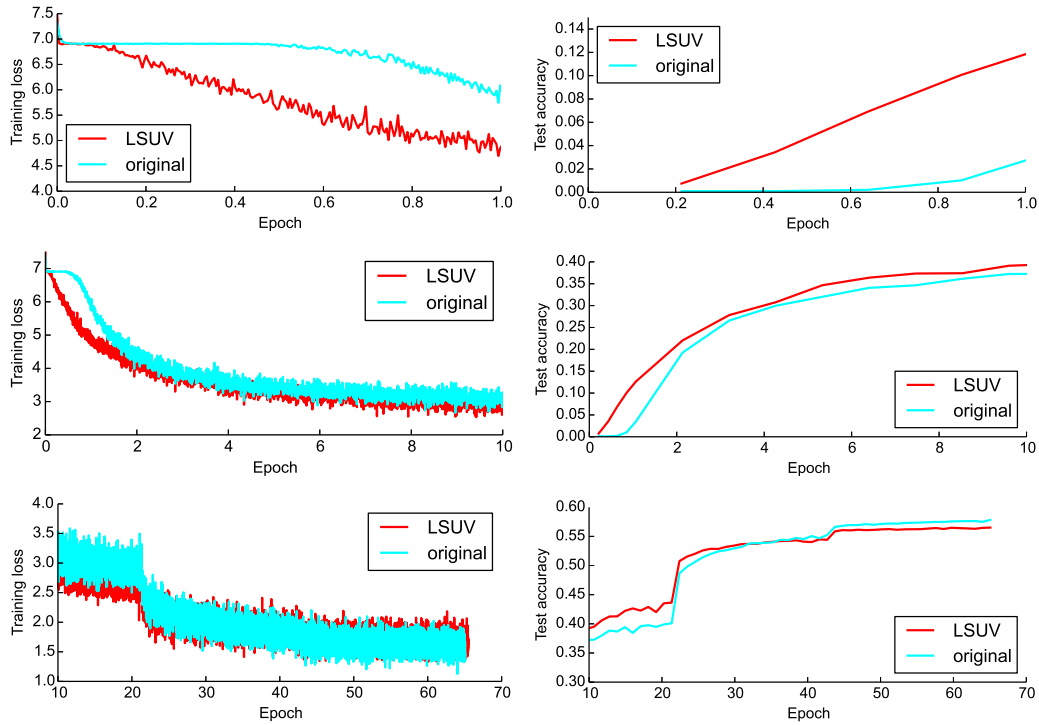 7.5
7.0
6.5
6.0
5.5
5.0
4.5
4.0
Training loss
LSUV
original
0.0 0.2 0.4 0.6 0.8 1.0
Epoch
0.14
0.12
0.10
0.08
0.06
0.04
0.02
0.00
Test accuracy
LSUV
original
0.0 0.2 0.4 0.6 0.8 1.0
Epoch
7
6
5
4
3
2
Training loss
LSUV
original
0 2 4 6 8 10
Epoch
0.40
0.35
0.30
0.25
0.20
0.15
0.10
0.05
0.00
Test accuracy
LSUV
original
0 2 4 6 8 10
Epoch
4.0
3.5
3.0
2.5
2.0
1.5
1.0
Training loss
LSUV
original
10 20 30 40 50 60 70
Epoch
0.60
0.55
0.50
0.45
0.40
0.35
0.30
Test accuracy
LSUV
original
10 20 30 40 50 60 70
Epoch